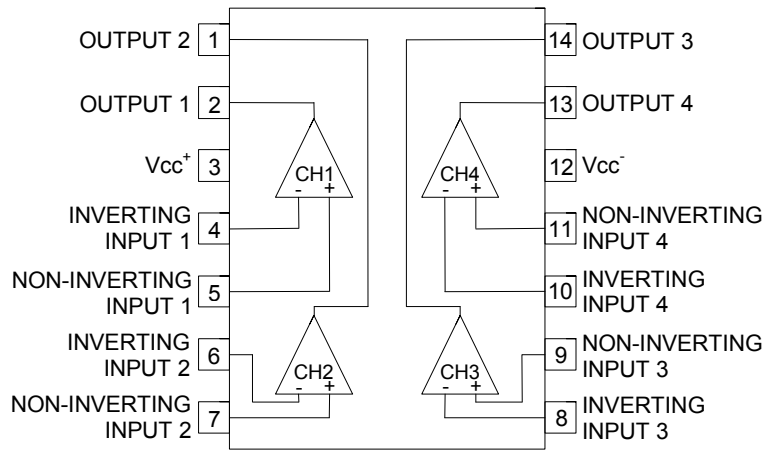 OUTPUT 2 1
OUTPUT 1 2
Vcc+ 3
INVERTING
INPUT 1 4
NON-INVERTING
INPUT 1 5
INVERTING
INPUT 2 6
NON-INVERTING
INPUT 2 7
CH1
- +
CH2
- +
CH4
- +
CH3
- +
14 OUTPUT 3
13 OUTPUT 4
12 Vcc-
11 NON-INVERTING
INPUT 4
10 INVERTING
INPUT 4
9 NON-INVERTING
INPUT 3
8 INVERTING
INPUT 3